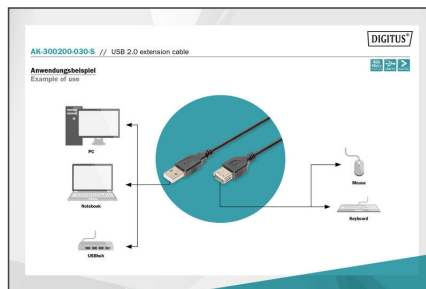 DIGITUS®
AK-300200-030-S // USB 2.0 extension cable
Anwendungsbeispiel
Example of use
PC
Notebook
USBhub
Mouse
Keyboard